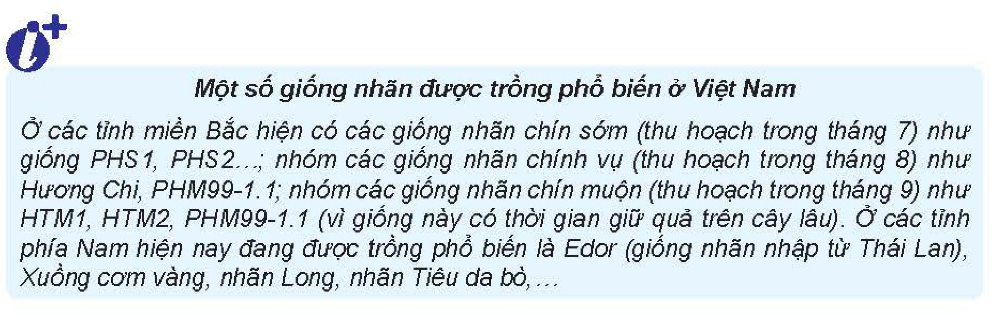 i+
Một số giống nhãn được trồng phổ biến ở Việt Nam
Ở các tỉnh miền Bắc hiện có các giống nhãn chín sớm (thu hoạch trong tháng 7) như
giống PHS1, PHS2...; nhóm các giống nhãn chính vụ (thu hoạch trong tháng 8) như
Hương Chi, PHM99-1.1; nhóm các giống nhãn chín muộn (thu hoạch trong tháng 9) như
HTM1, HTM2, PHM99-1.1 (vì giống này có thời gian giữ quả trên cây lâu). Ở các tỉnh
phía Nam hiện nay đang được trồng phổ biến là Edor (giống nhãn nhập từ Thái Lan),
Xuồng cơm vàng, nhãn Long, nhãn Tiêu da bò,...